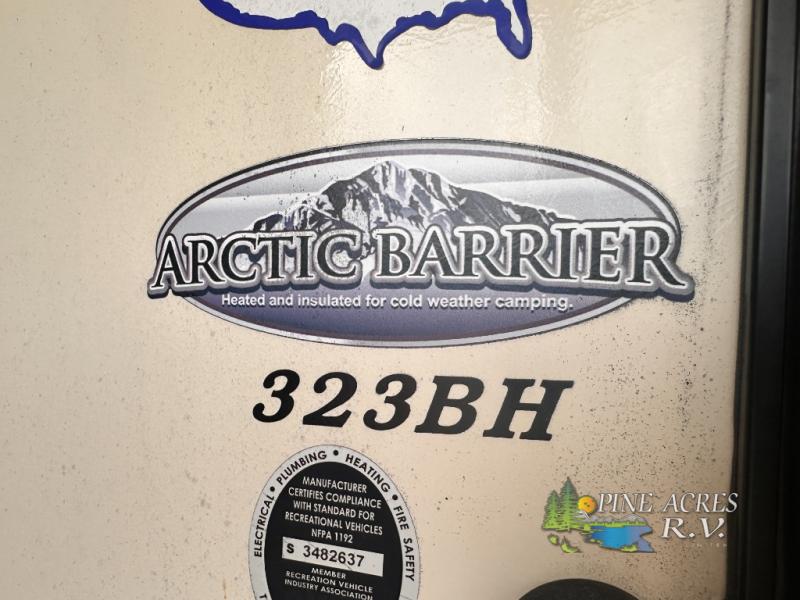 ARCTIC BARRIER
Heated and insulated for cold weather camping.
323BH
ELECTRICAL • PLUMBING • HEATING • FIRE SAFETY
MANUFACTURER
CERTIFIES COMPLIANCE
WITH STANDARD FOR
RECREATIONAL VEHICLES
NFPA 1192
S 3482637
MEMBER
RECREATION VEHICLE
INDUSTRY ASSOCIATION
PINE ACRES
R.V.